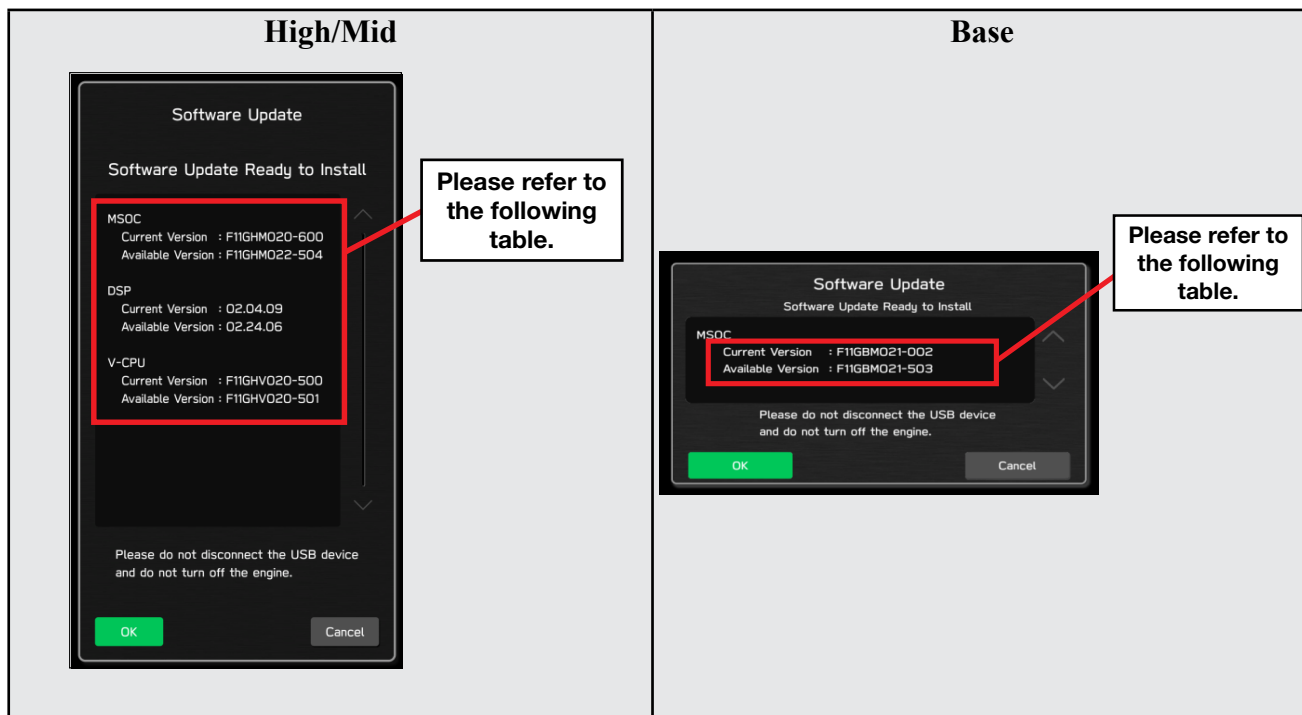 High/Mid
Software Update
Software Update Ready to Install
MSOC
Current Version : F11GHM020-600
Available Version : F11GHM022-504
DSP
Current Version : 02.04.09
Available Version : 02.24.06
V-CPU
Current Version : F11GHV020-500
Available Version : F11GHV020-501
Please do not disconnect the USB device
and do not turn off the engine.
OK
Cancel
Please refer to
the following
table.
Base
Software Update
Software Update Ready to Install
MSOC
Current Version : F11GBM021-002
Available Version : F11GBM021-503
Please do not disconnect the USB device
and do not turn off the engine.
OK
Cancel
Please refer to
the following
table.